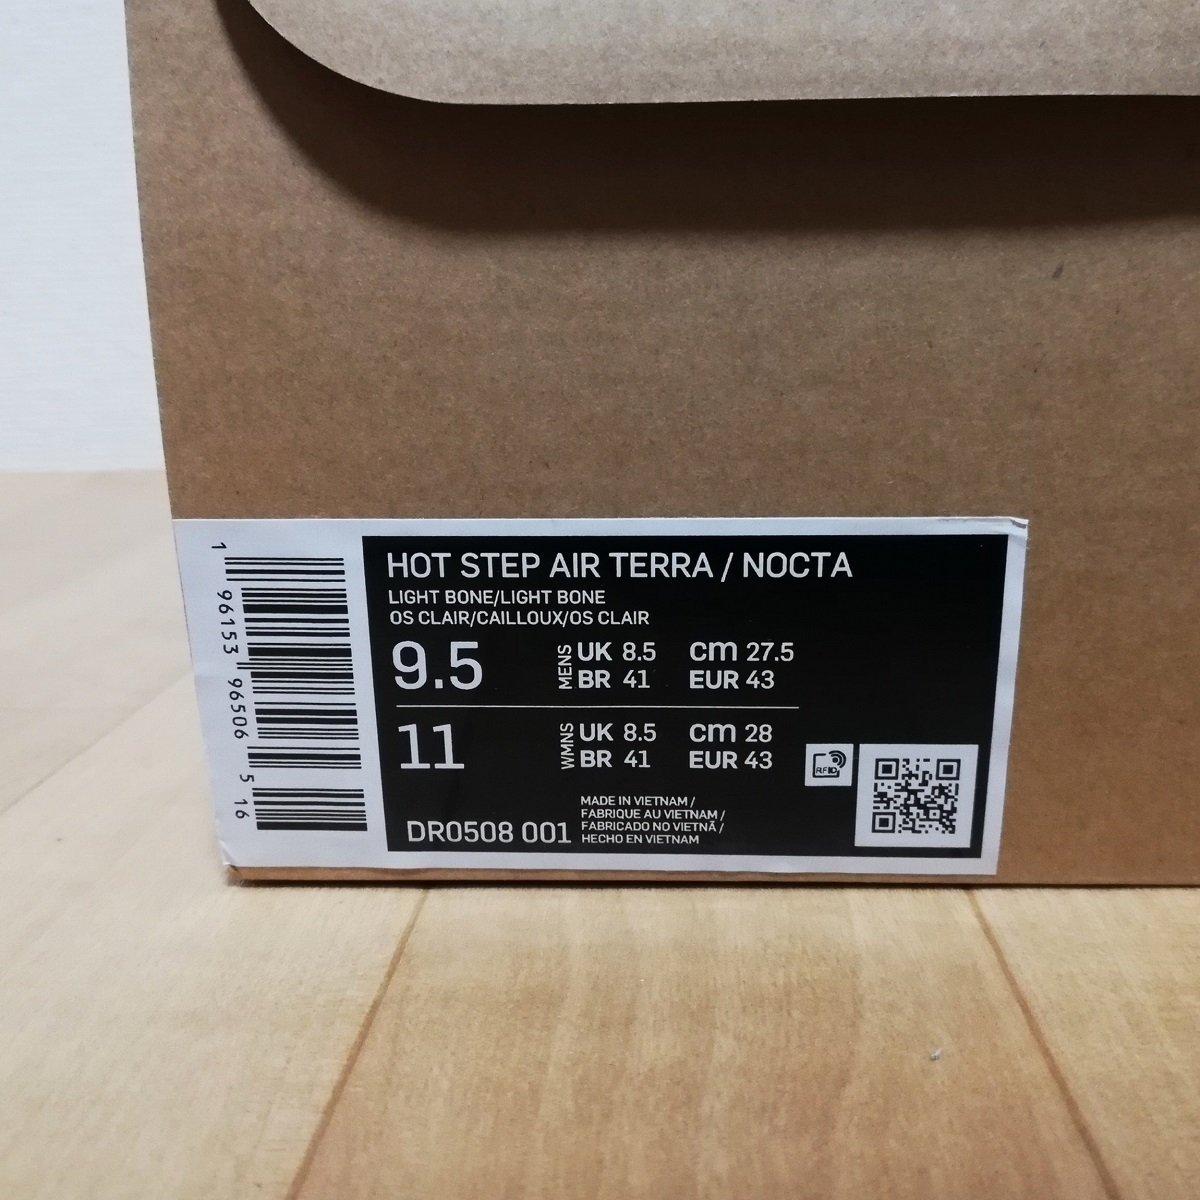 HOT STEP AIR TERRA / NOCTA
LIGHT BONE/LIGHT BONE
OS CLAIR/CAILLOUX/OS CLAIR
9.5 MENS UK 8.5 cm 27.5
BR 41 EUR 43
11 WMNS UK 8.5 cm 28
BR 41 EUR 43
RFID
DR0508 001
MADE IN VIETNAM /
FABRIQUE AU VIETNAM /
FABRICADO NO VIETNÃ /
HECHO EN VIETNAM
1 96153 96506 5 16